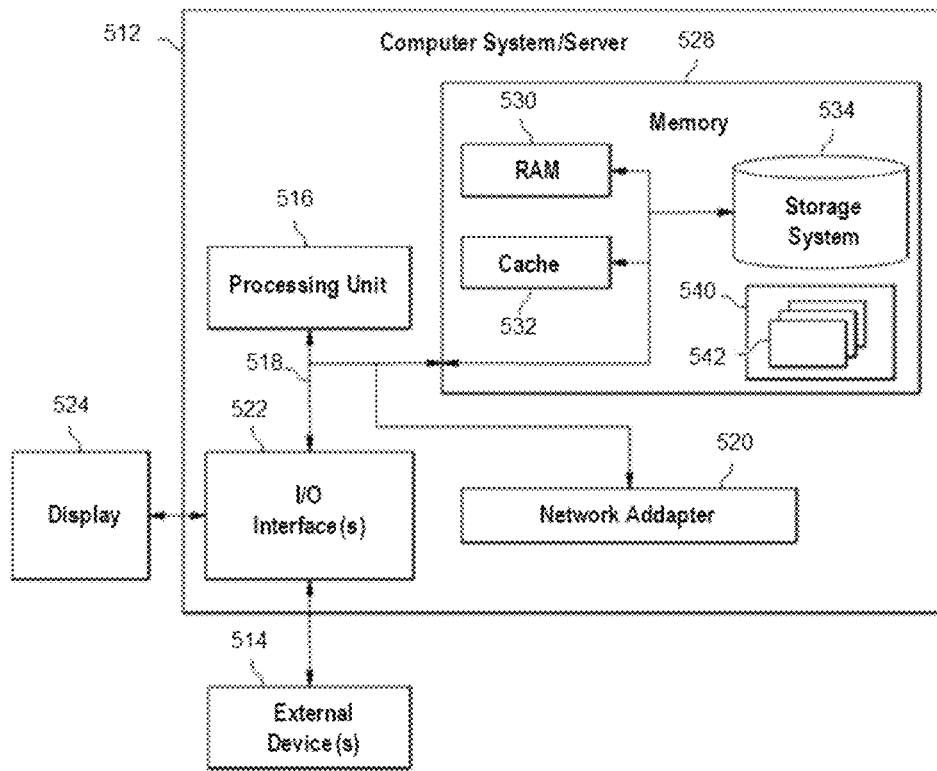 512
Computer System/Server
528
530
Memory
534
RAM
Storage
System
516
Cache
Processing Unit
532
540
518
542
524
522
520
I/O
Interface(s)
Display
Network Addapter
514
External
Device(s)